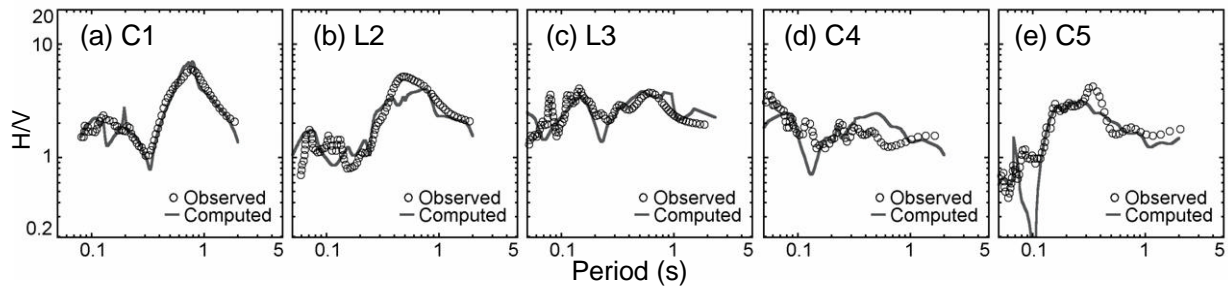 20
10
1
0.2
H/V
(a) C1
Observed
Computed
0.1 1 5
(b) L2
Observed
Computed
0.1 1 5
(c) L3
Observed
Computed
0.1 1 5
(d) C4
Observed
Computed
0.1 1 5
(e) C5
Observed
Computed
0.1 1 5
Period (s)